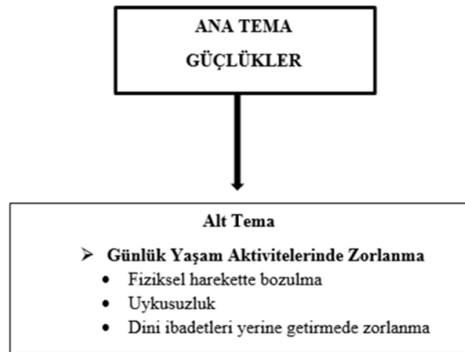 ANA TEMA
GÜÇLÜKLER
Alt Tema
➢ Günlük Yaşam Aktivitelerinde Zorlanma
• Fiziksel harekette bozulma
• Uykusuzluk
• Dini ibadetleri yerine getirmede zorlanma